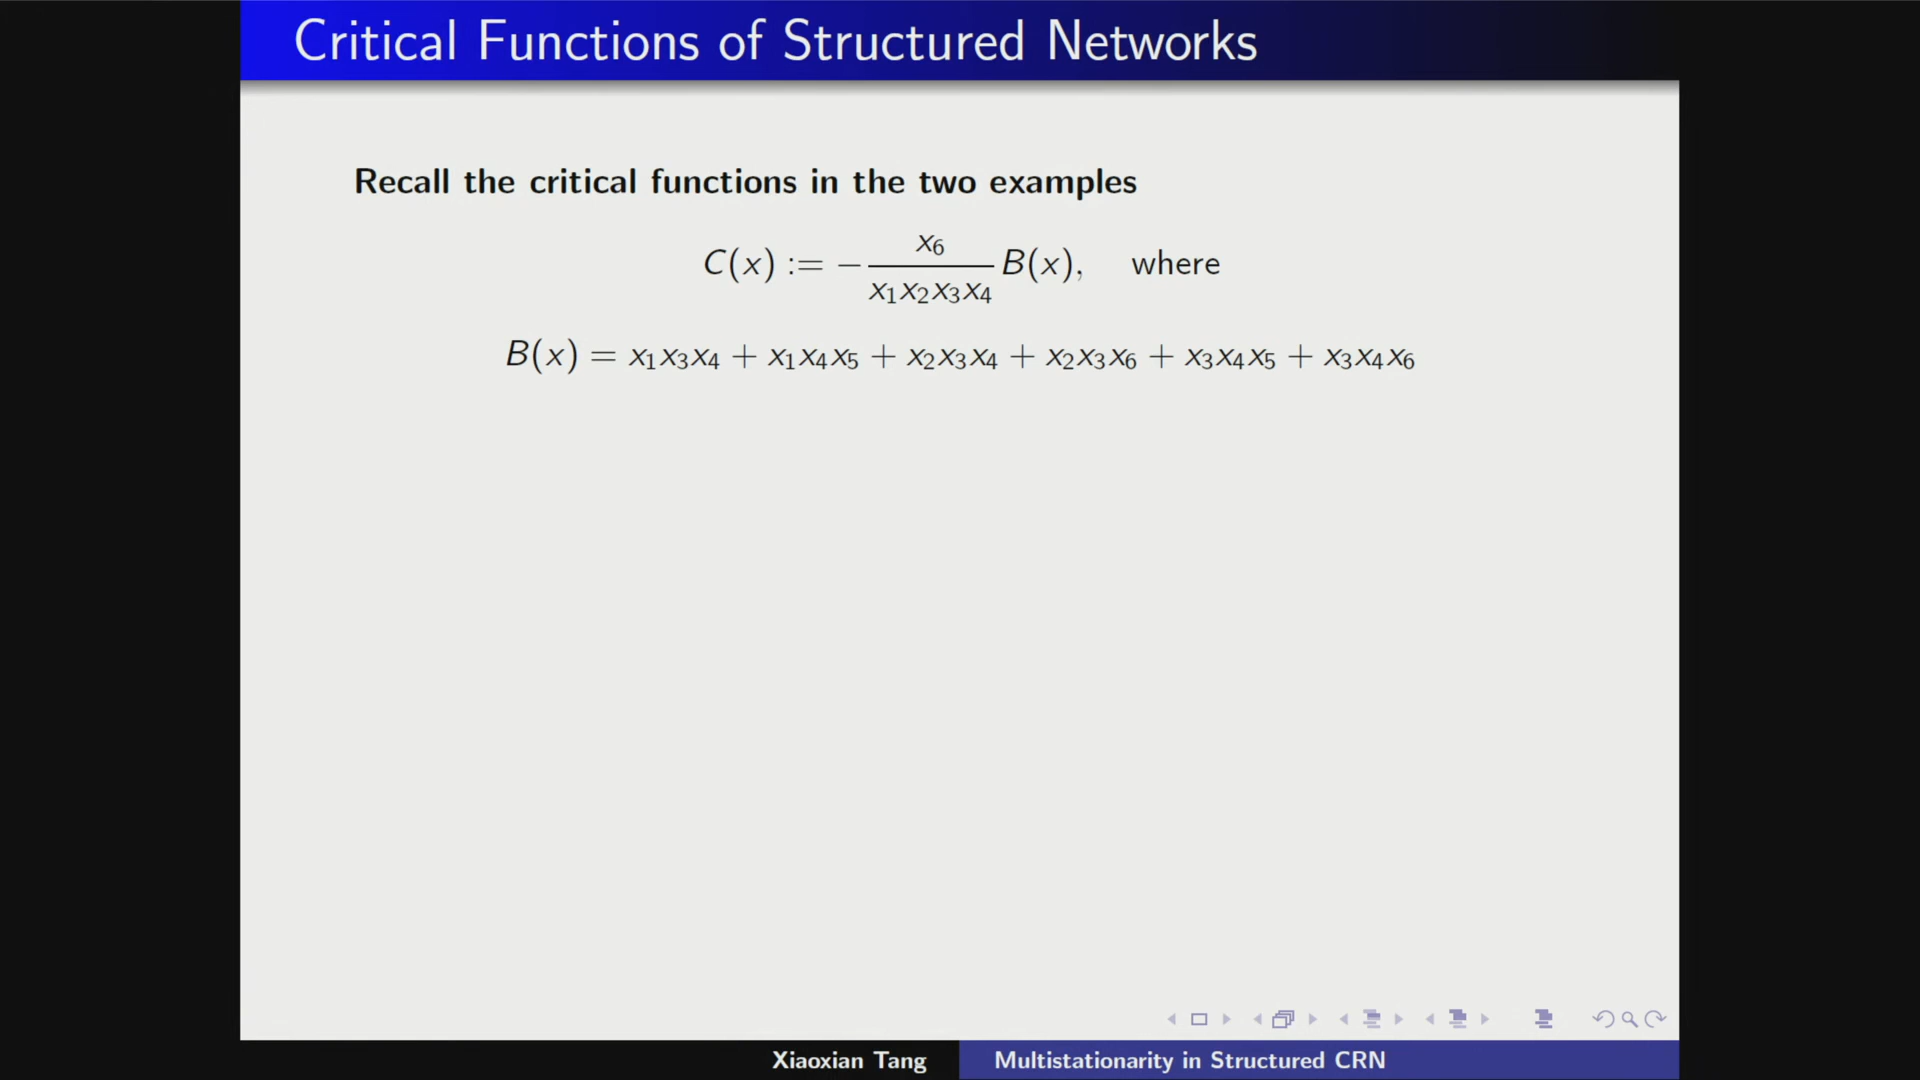 Critical Functions of Structured Networks
Recall the critical functions in the two examples
C(x) := − x₆ / (x₁x₂x₃x₄) B(x), where
B(x) = x₁x₃x₄ + x₁x₄x₅ + x₂x₃x₄ + x₂x₃x₆ + x₃x₄x₅ + x₃x₄x₆
Xiaoxian Tang
Multistationarity in Structured CRN